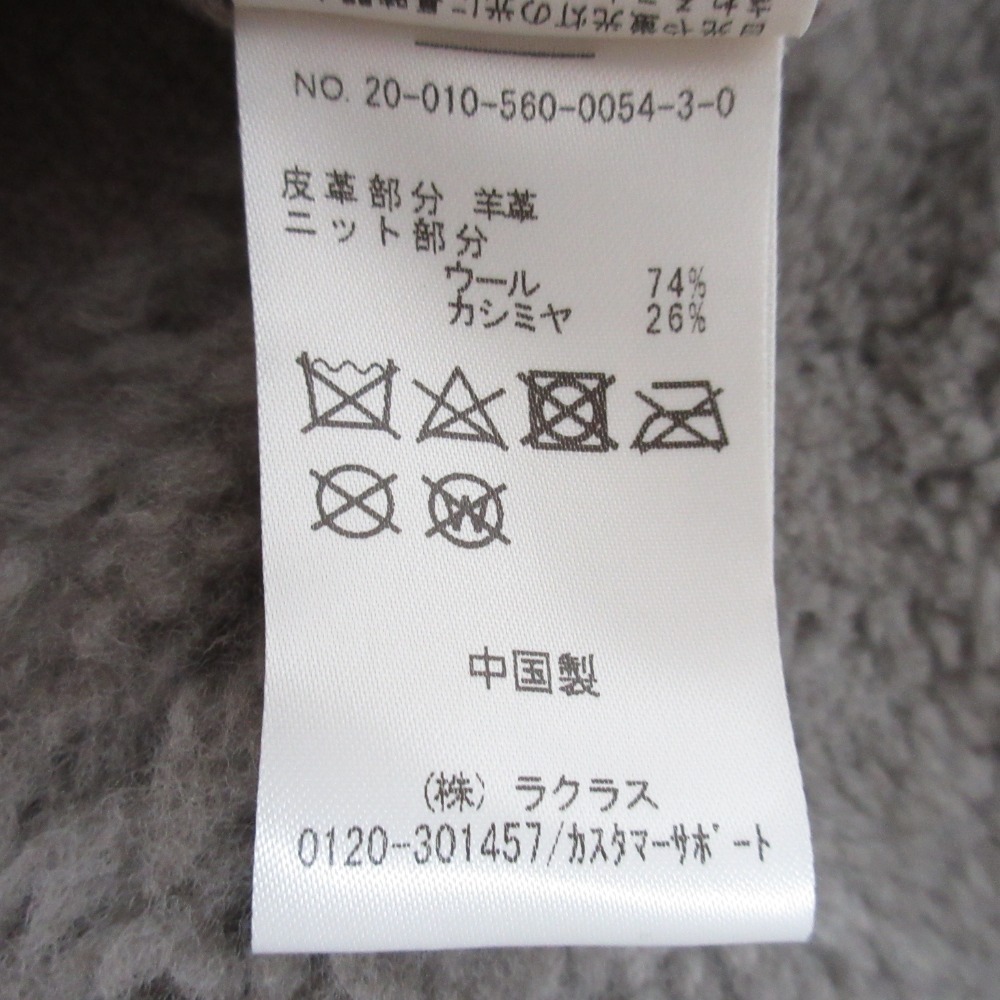 NO. 20-010-560-0054-3-0
皮革部分 羊革
ニット部分
ウール 74%
カシミヤ 26%
W
中国製
(株) ラクラス
0120-301457/カスタマーサポート